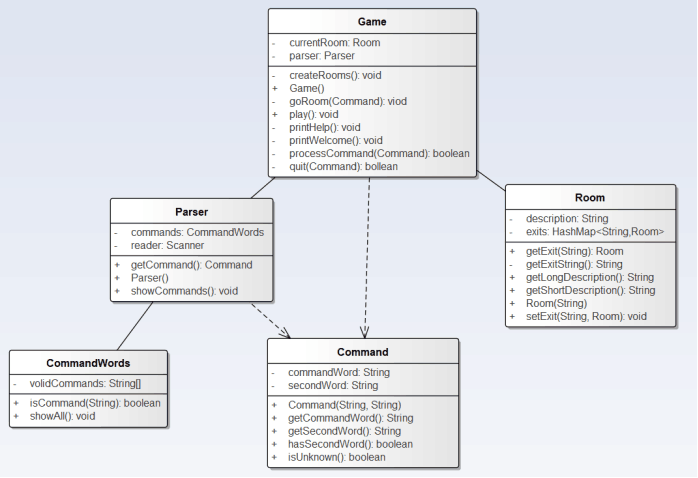 Game
- currentRoom: Room
- parser: Parser
- createRooms(): void
+ Game()
- goRoom(Command): viod
+ play(): void
- printHelp(): void
- printWelcome(): void
- processCommand(Command): boolean
- quit(Command): bollean
Parser
- commands: CommandWords
- reader: Scanner
+ getCommand(): Command
+ Parser()
+ showCommands(): void
Room
- description: String
- exits: HashMap<String,Room>
+ getExit(String): Room
- getExitString(): String
+ getLongDescription(): String
+ getShortDescription(): String
+ Room(String)
+ setExit(String, Room): void
CommandWords
- volidCommands: String[]
+ isCommand(String): boolean
+ showAll(): void
Command
- commandWord: String
- secondWord: String
+ Command(String, String)
+ getCommandWord(): String
+ getSecondWord(): String
+ hasSecondWord(): boolean
+ isUnknown(): boolean